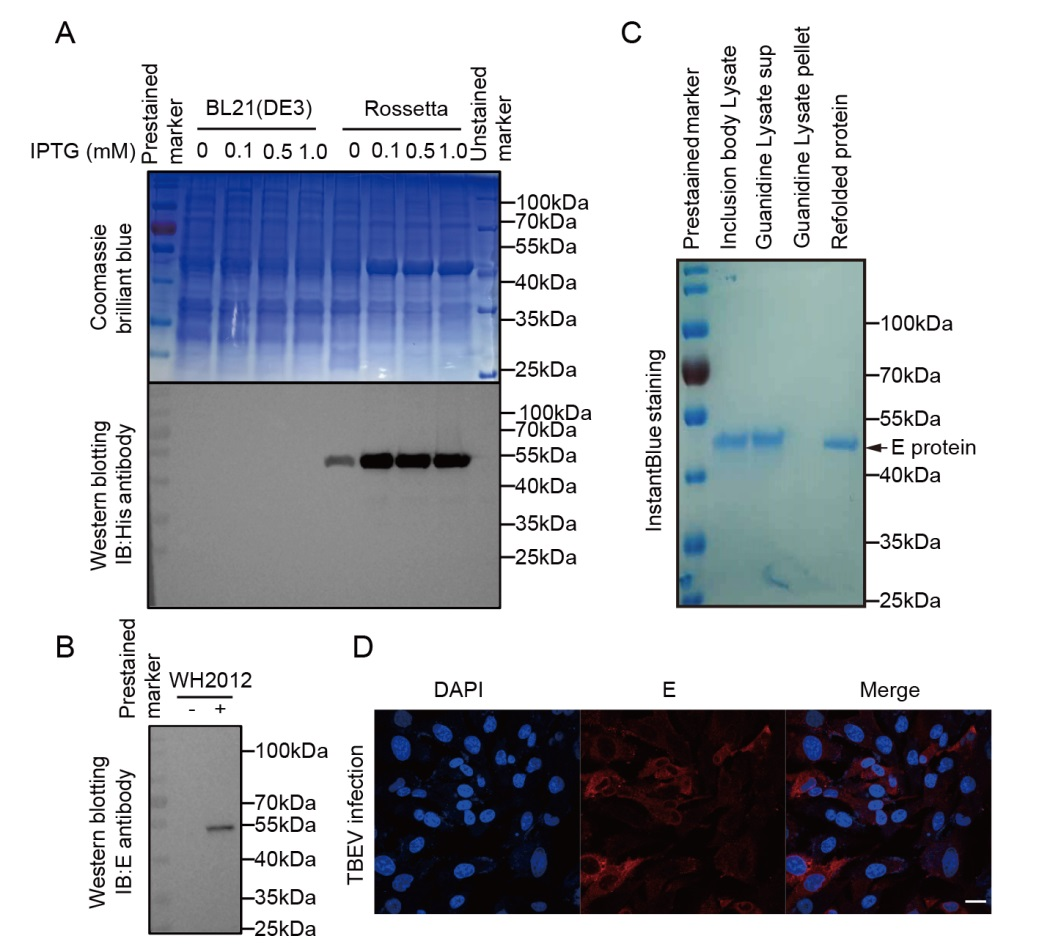 A
Prestained
marker
BL21(DE3)
Rossetta
Unstained
marker
IPTG (mM)
0 0.1 0.5 1.0 0 0.1 0.5 1.0
Coomassie
brilliant blue
100kDa
70kDa
55kDa
40kDa
35kDa
25kDa
Western blotting
IB:His antibody
100kDa
70kDa
55kDa
40kDa
35kDa
25kDa
B
Prestained
marker
WH2012
- +
Western blotting
IB:E antibody
100kDa
70kDa
55kDa
40kDa
35kDa
25kDa
C
Prestaained marker
Inclusion body Lysate
Guanidine Lysate sup
Guanidine Lysate pellet
Refolded protein
InstantBlue staining
100kDa
70kDa
55kDa
E protein
40kDa
35kDa
25kDa
D
DAPI
E
Merge
TBEV infection